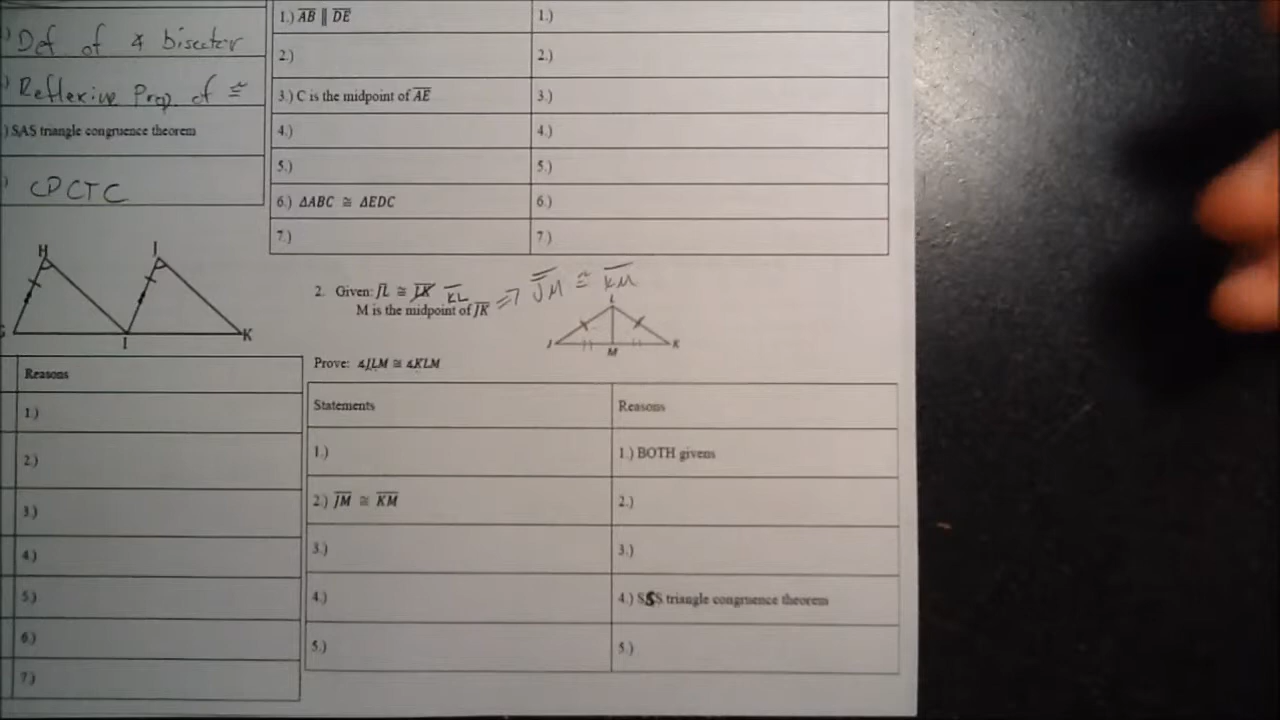 Def of ∡ bisector
Reflexive Prop of ≅
) SAS triangle congruence theorem
CPCTC
1.) AB ∥ DE
1.)
2.)
2.)
3.) C is the midpoint of AE
3.)
4.)
4.)
5.)
5.)
6.) ΔABC ≅ ΔEDC
6.)
7.)
7.)
H
J
I
K
Reasons
1.)
2.)
3.)
4.)
5.)
6.)
7.)
2. Given: JL ≅ KL
M is the midpoint of JK ⇒ JM ≅ KM
L
J
M
K
Prove: ∡JLM ≅ ∡KLM
Statements
Reasons
1.)
1.) BOTH givens
2.) JM ≅ KM
2.)
3.)
3.)
4.)
4.) SSS triangle congruence theorem
5.)
5.)